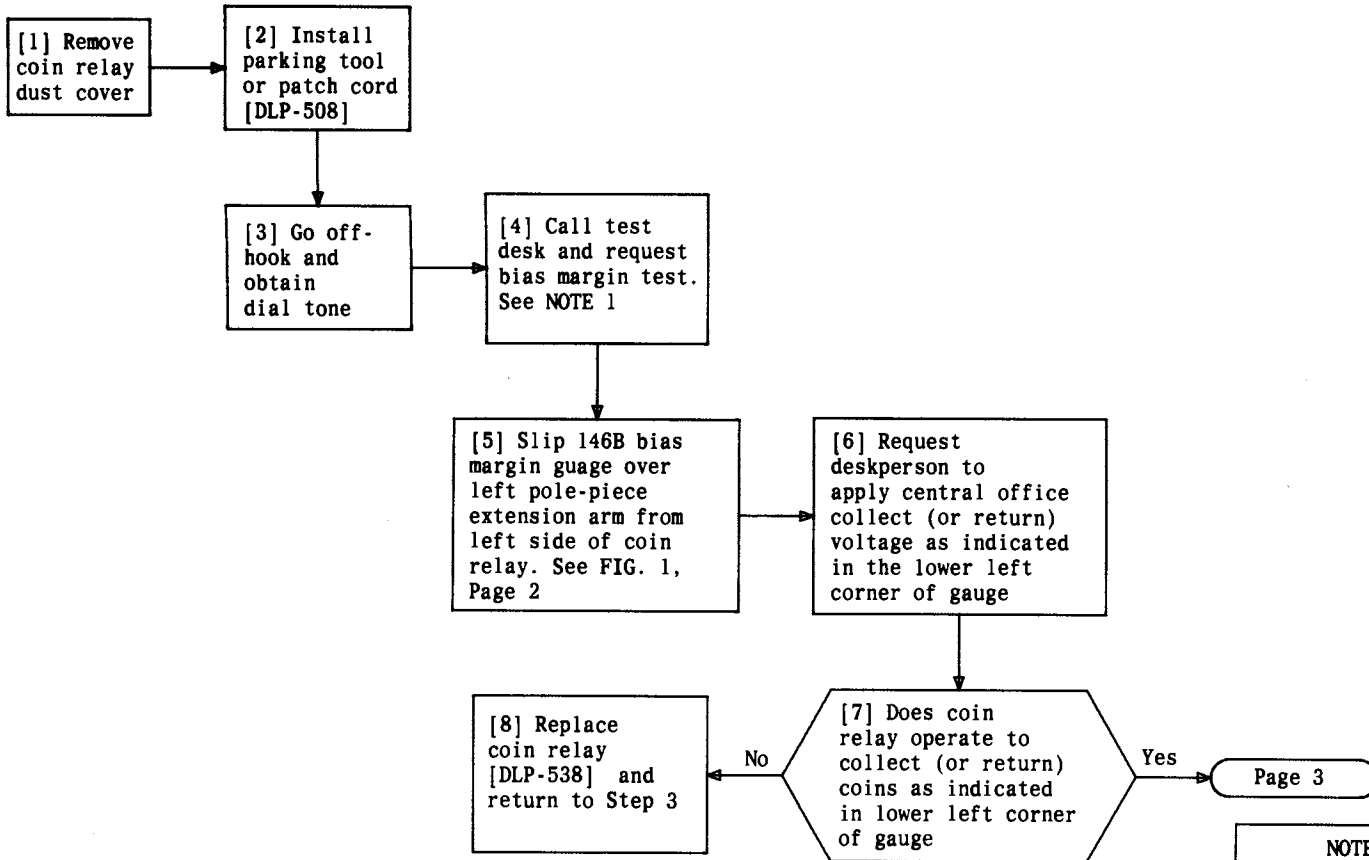 [1] Remove
coin relay
dust cover
[2] Install
parking tool
or patch cord
[DLP-508]
[3] Go off-
hook and
obtain
dial tone
[4] Call test
desk and request
bias margin test.
See NOTE 1
[5] Slip 146B bias
margin guage over
left pole-piece
extension arm from
left side of coin
relay. See FIG. 1,
Page 2
[6] Request
deskperson to
apply central office
collect (or return)
voltage as indicated
in the lower left
corner of gauge
[7] Does coin
relay operate to
collect (or return)
coins as indicated
in lower left corner
of gauge
No
Yes
[8] Replace
coin relay
[DLP-538] and
return to Step 3
Page 3
NOTE